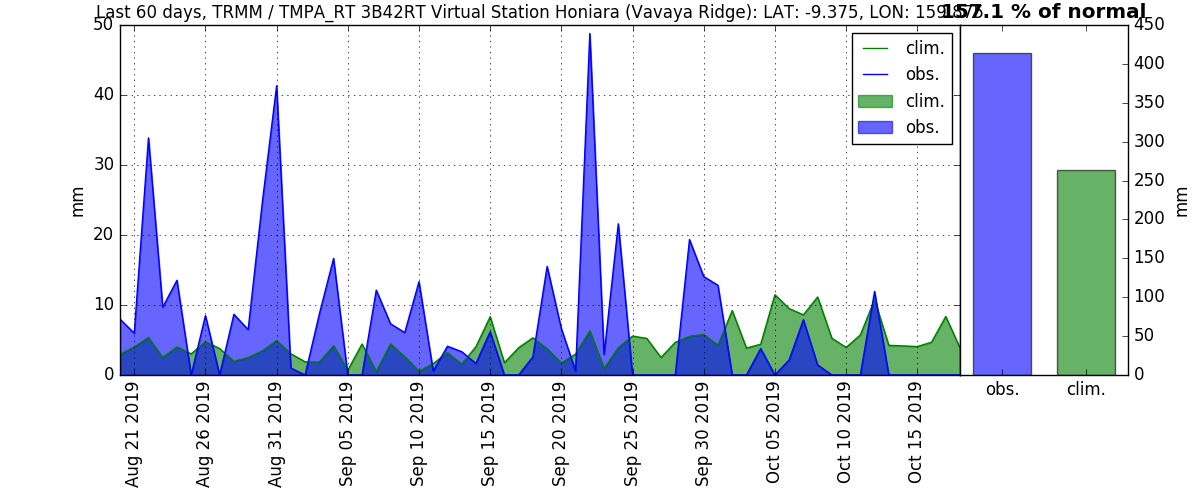 Last 60 days, TRMM / TMPA_RT 3B42RT Virtual Station Honiara (Vavaya Ridge): LAT: -9.375, LON: 159.875
157.1 % of normal
50
40
30
20
10
0
mm
clim.
obs.
clim.
obs.
450
400
350
300
250
200
150
100
50
0
mm
obs.
clim.
Aug 21 2019
Aug 26 2019
Aug 31 2019
Sep 05 2019
Sep 10 2019
Sep 15 2019
Sep 20 2019
Sep 25 2019
Sep 30 2019
Oct 05 2019
Oct 10 2019
Oct 15 2019